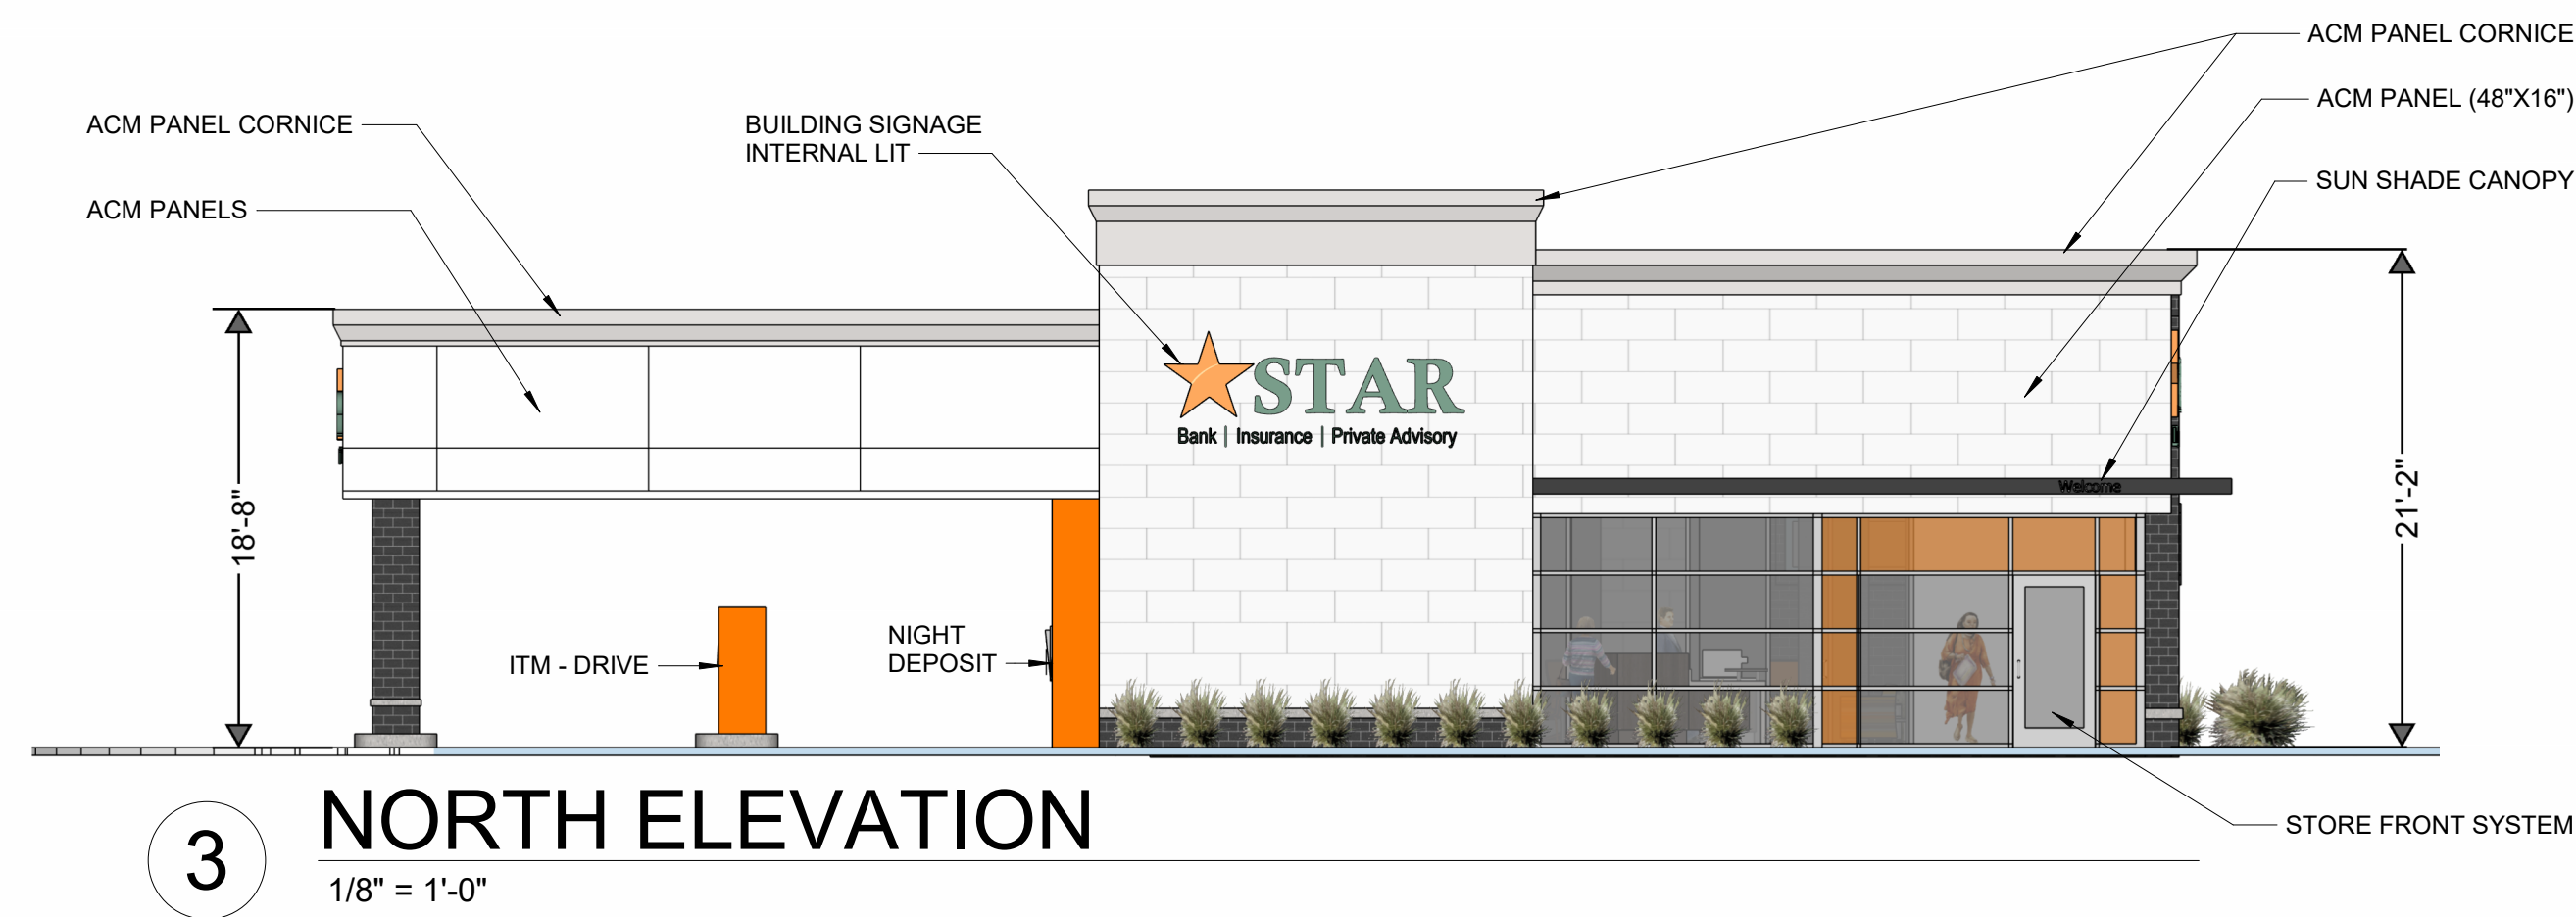 ACM PANEL CORNICE
ACM PANEL (48"X16")
ACM PANEL CORNICE
BUILDING SIGNAGE
INTERNAL LIT
SUN SHADE CANOPY
ACM PANELS
STAR
Bank | Insurance | Private Advisory
Welcome
18'-8"
21'-2"
ITM - DRIVE
NIGHT
DEPOSIT
STORE FRONT SYSTEM
3
NORTH ELEVATION
1/8" = 1'-0"